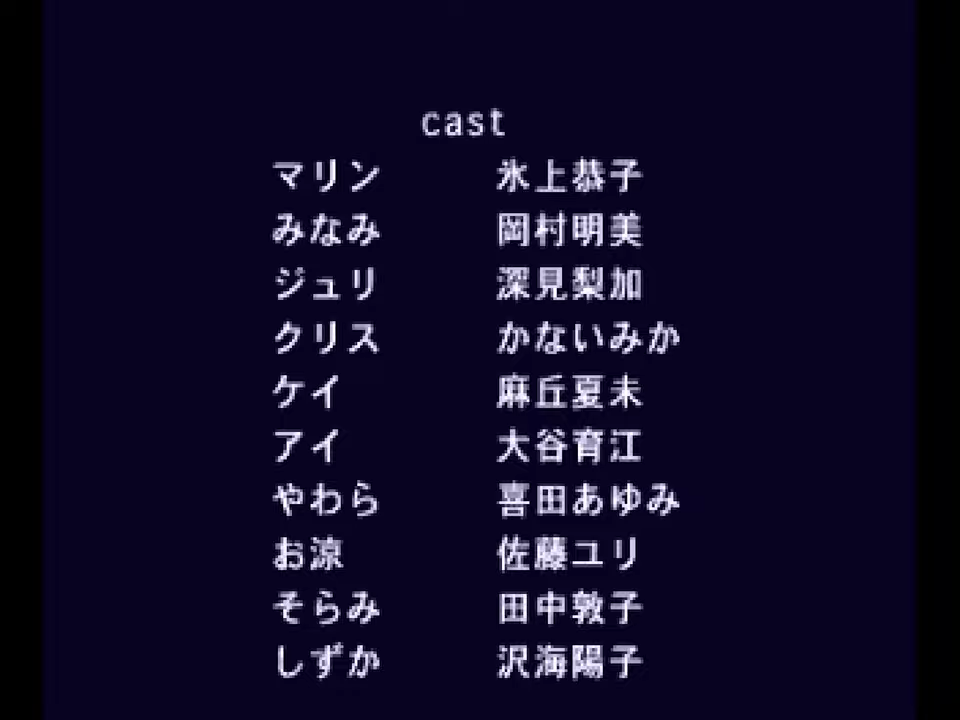 cast
マリン 氷上恭子
みなみ 岡村明美
ジュリ 深見梨加
クリス かないみか
ケイ 麻丘夏未
アイ 大谷育江
やわら 喜田あゆみ
お涼 佐藤ユリ
そらみ 田中敦子
しずか 沢海陽子